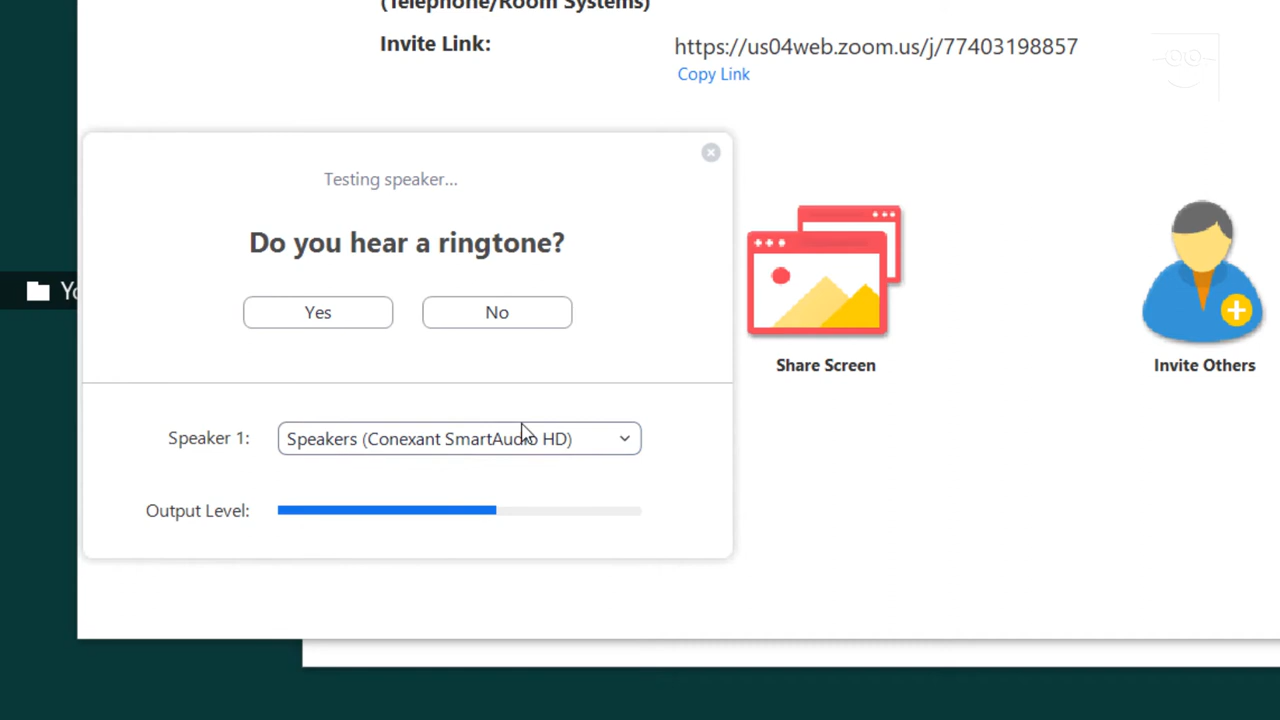 (Telephone/Room Systems)
Invite Link:
https://us04web.zoom.us/j/77403198857
Copy Link
Testing speaker...
Do you hear a ringtone?
Yes
No
Share Screen
Invite Others
Speaker 1:
Speakers (Conexant SmartAudio HD)
Output Level: